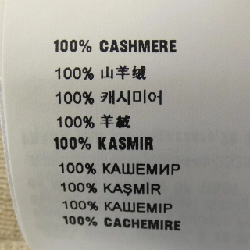 100% CASHMERE
100% 山羊绒
100% 캐시미어
100% 羊絨
100% KASMIR
100% КАШЕМИР
100% KAŞMİR
100% КАШЕМІР
100% CACHEMIRE